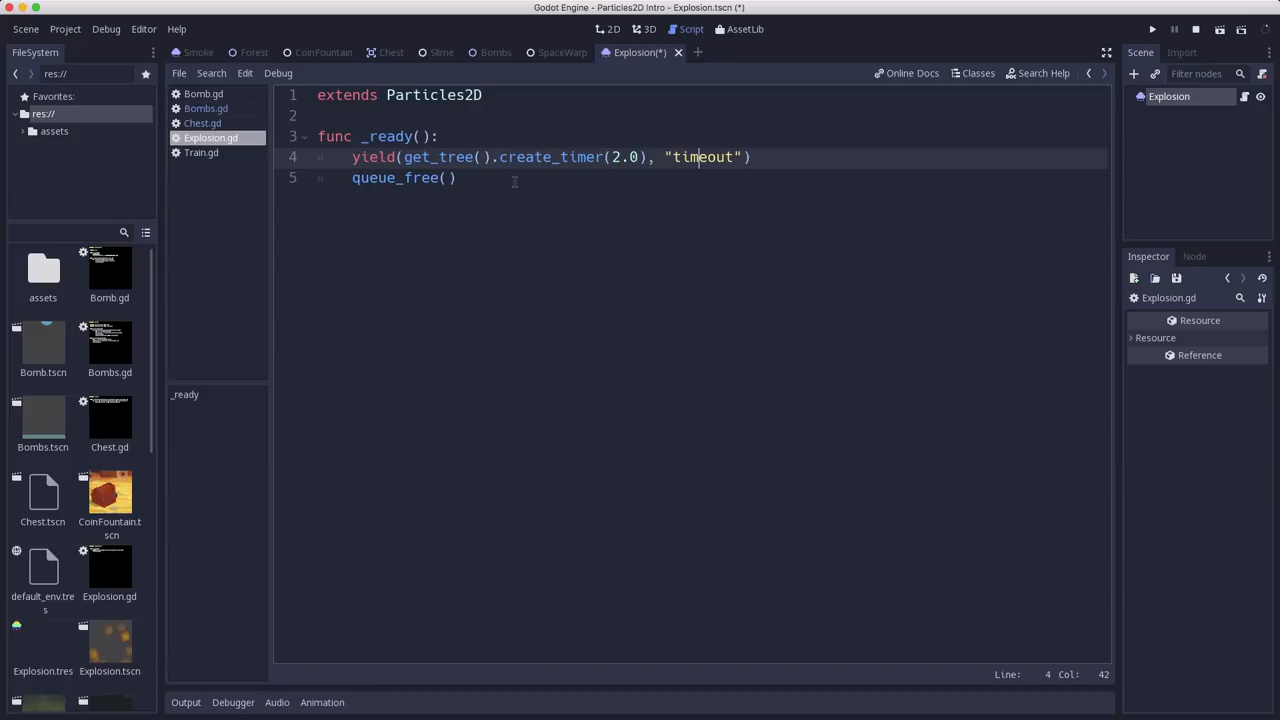 Godot Engine - Particles2D Intro - Explosion.tscn (*)
Scene Project Debug Editor Help
2D 3D Script AssetLib
FileSystem
Smoke Forest CoinFountain Chest Slime Bombs SpaceWarp Explosion(*)
Scene Import
res://
File Search Edit Debug
Online Docs Classes Search Help
Filter nodes
Favorites:
res://
assets
Bomb.gd
Bombs.gd
Chest.gd
Explosion.gd
Train.gd
1 extends Particles2D
2
3 func _ready():
4 yield(get_tree().create_timer(2.0), "timeout")
5 queue_free()
Explosion
assets
Bomb.gd
Bomb.tscn
Bombs.gd
Bombs.tscn
Chest.gd
Chest.tscn
CoinFountain.t
scn
default_env.tre
s
Explosion.gd
Explosion.tres
Explosion.tscn
_ready
Inspector Node
Explosion.gd
Resource
Resource
Reference
Line: 4 Col: 42
Output Debugger Audio Animation